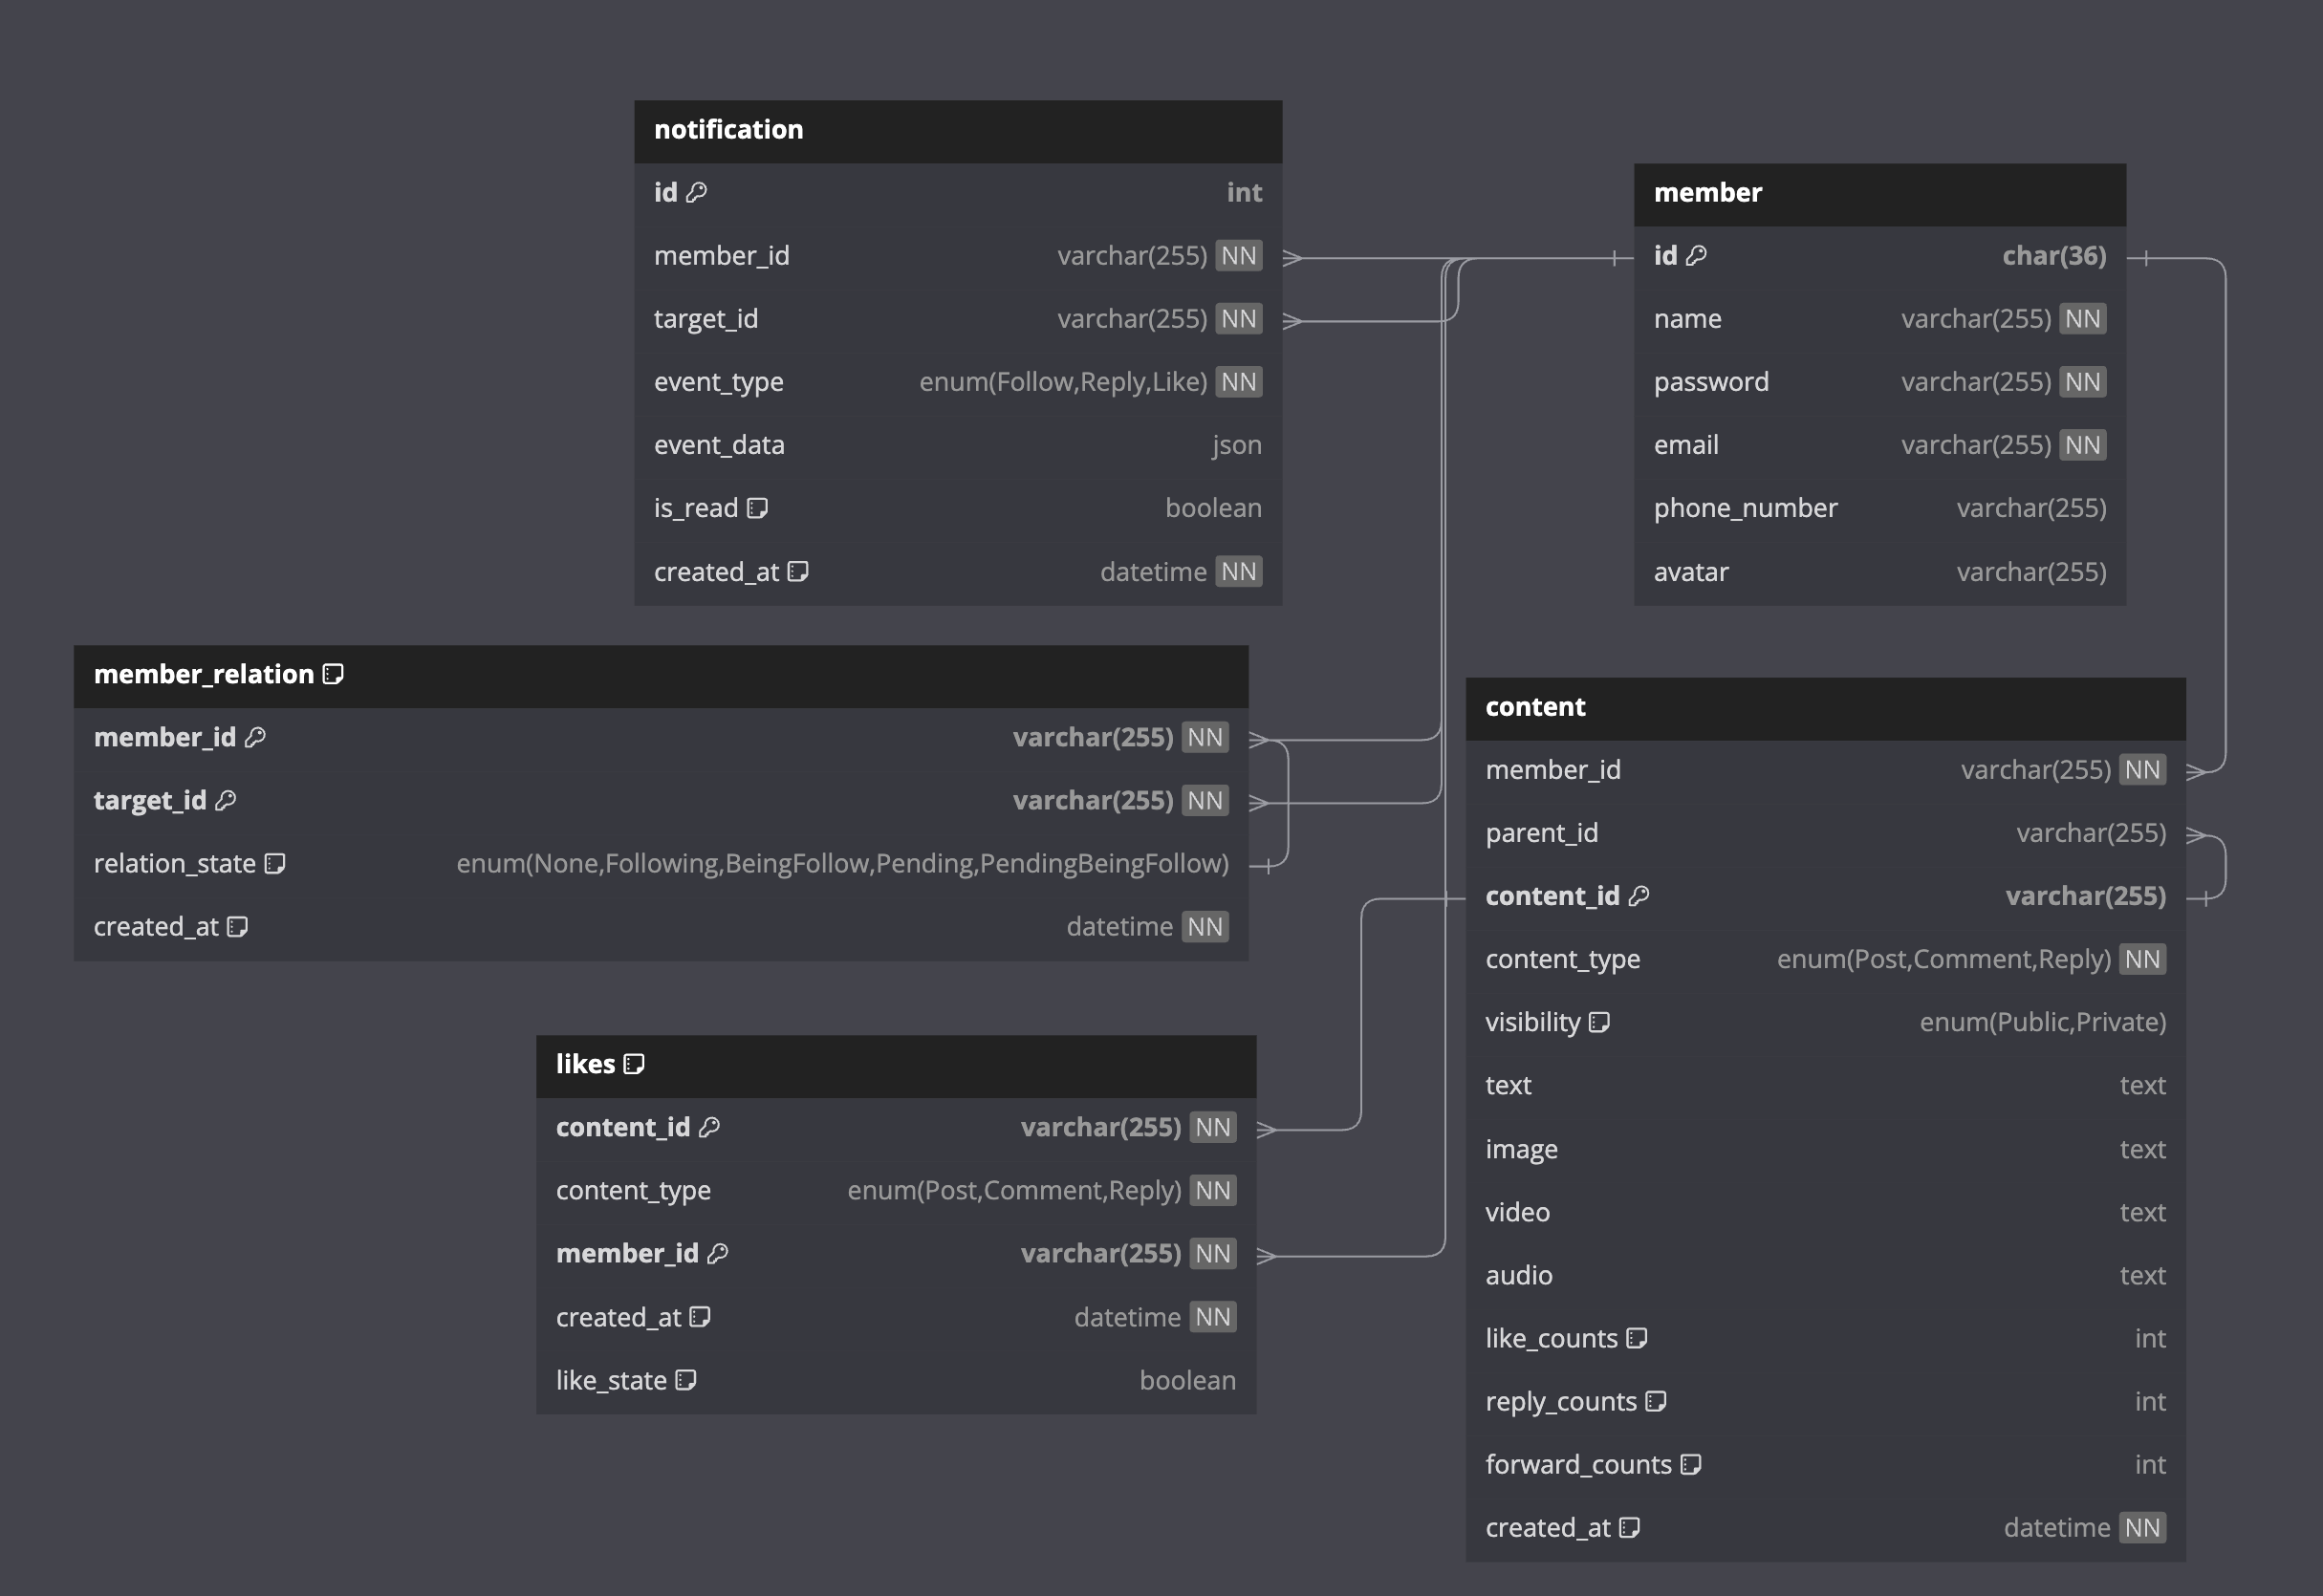 notification
id int
member_id varchar(255) NN
target_id varchar(255) NN
event_type enum(Follow,Reply,Like) NN
event_data json
is_read boolean
created_at datetime NN
member
id char(36)
name varchar(255) NN
password varchar(255) NN
email varchar(255) NN
phone_number varchar(255)
avatar varchar(255)
member_relation
member_id varchar(255) NN
target_id varchar(255) NN
relation_state enum(None,Following,BeingFollow,Pending,PendingBeingFollow)
created_at datetime NN
content
member_id varchar(255) NN
parent_id varchar(255)
content_id varchar(255)
content_type enum(Post,Comment,Reply) NN
visibility enum(Public,Private)
text text
image text
video text
audio text
like_counts int
reply_counts int
forward_counts int
created_at datetime NN
likes
content_id varchar(255) NN
content_type enum(Post,Comment,Reply) NN
member_id varchar(255) NN
created_at datetime NN
like_state boolean